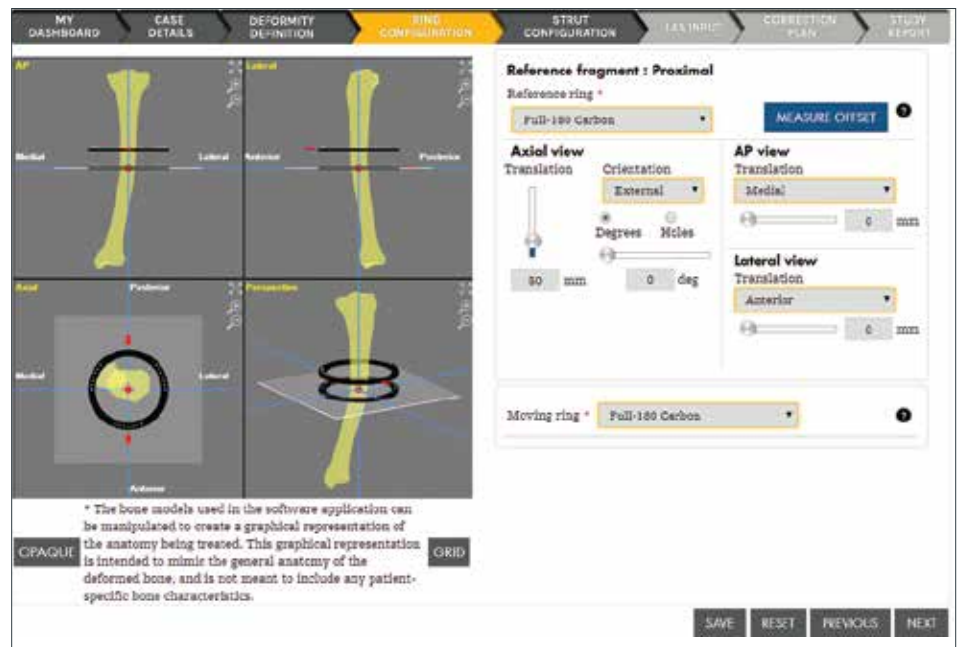 MY DASHBOARD
CASE DETAILS
DEFORMITY DEFINITION
RING CONFIGURATION
STRUT CONFIGURATION
LAS INPUT
CORRECTION PLAN
STUDY REPORT
AP
Medial
Lateral
Lateral
Anterior
Posterior
Axial
Posterior
Medial
Lateral
Anterior
Perspective
* The bone models used in the software application can
be manipulated to create a graphical representation of
the anatomy being treated. This graphical representation
is intended to mimic the general anatomy of the
deformed bone, and is not meant to include any patient-
specific bone characteristics.
OPAQUE
GRID
Reference fragment : Proximal
Reference ring *
Full-180 Carbon
MEASURE OFFSET
?
Axial view
Translation
Orientation
External
Degrees
Holes
50 mm
0 deg
AP view
Translation
Medial
0 mm
Lateral view
Translation
Anterior
0 mm
Moving ring *
Full-180 Carbon
?
SAVE
RESET
PREVIOUS
NEXT